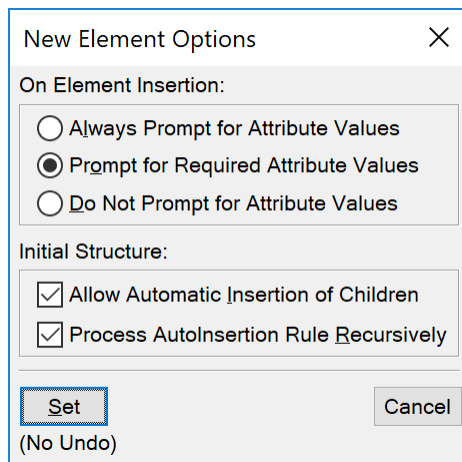 New Element Options
On Element Insertion:
Always Prompt for Attribute Values
Prompt for Required Attribute Values
Do Not Prompt for Attribute Values
Initial Structure:
Allow Automatic Insertion of Children
Process AutoInsertion Rule Recursively
Set Cancel
(No Undo)